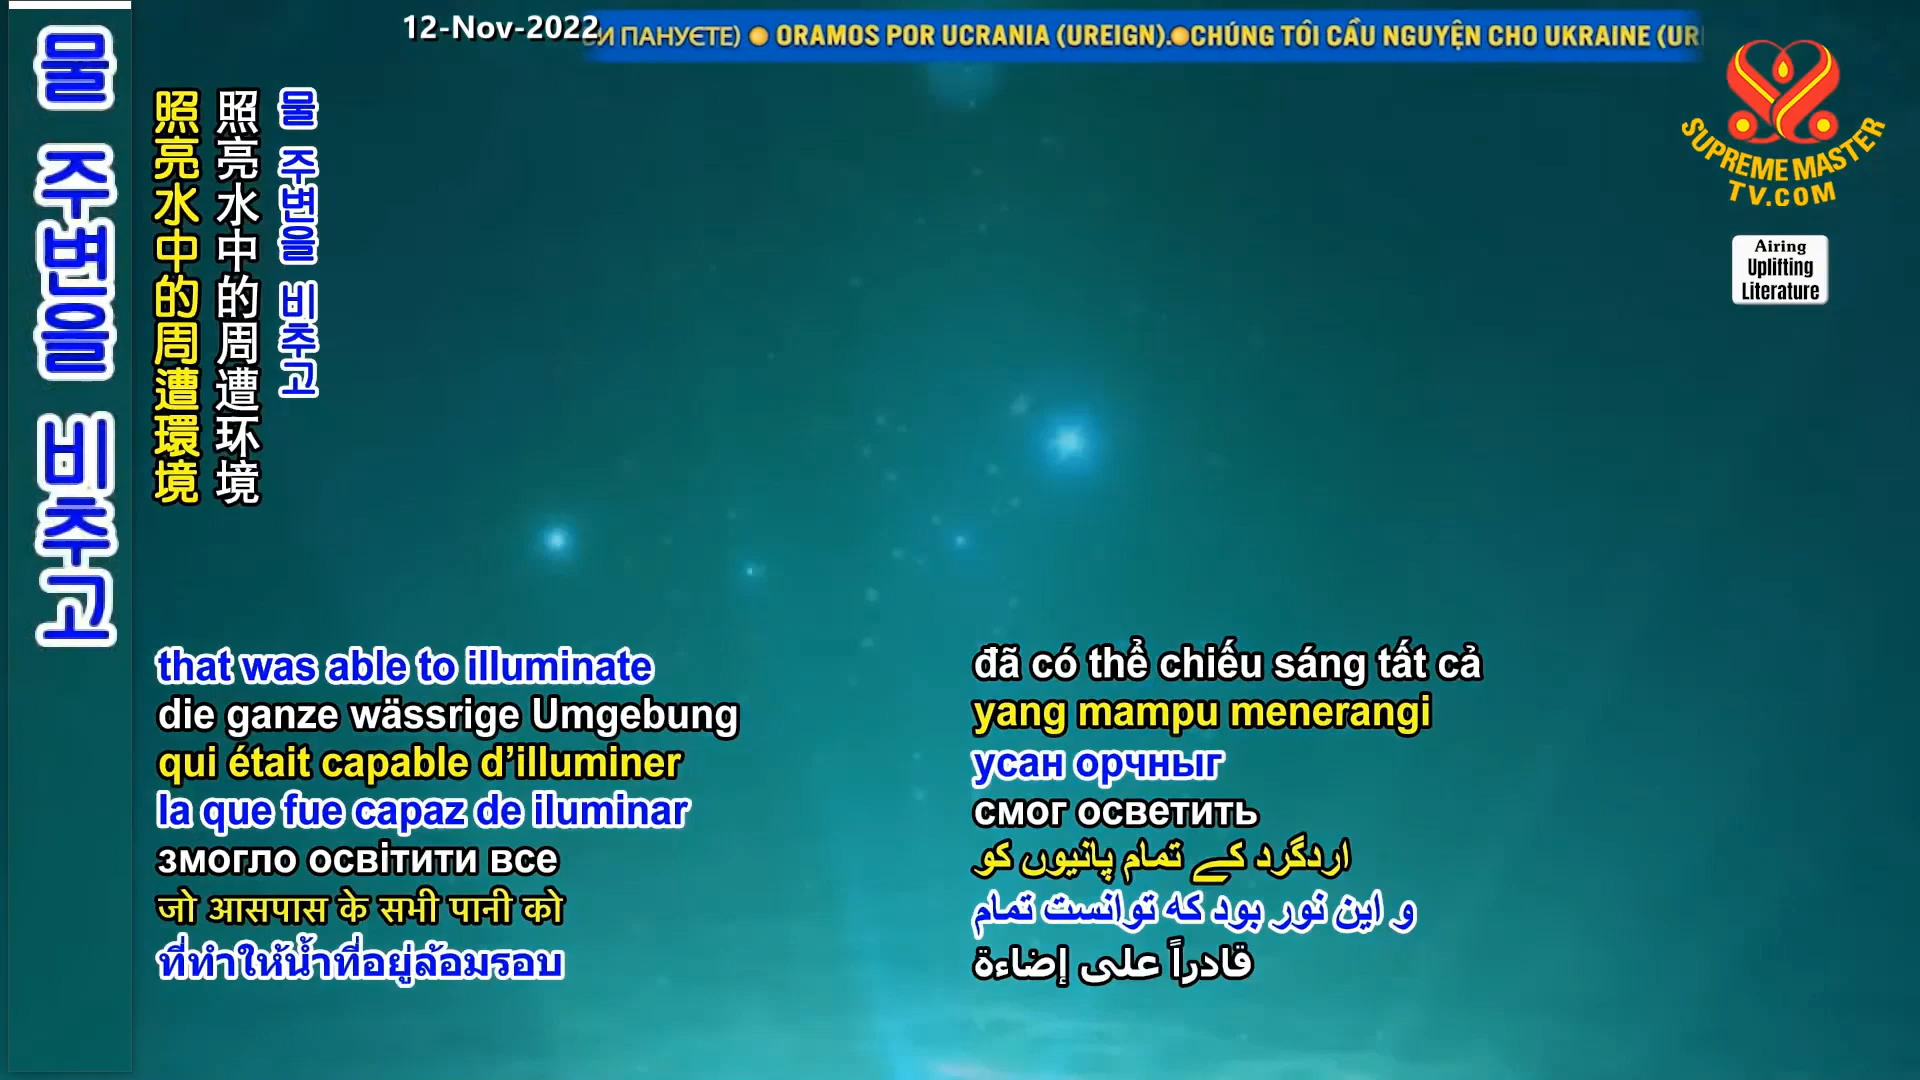 12-Nov-2022
И ПАНУЄТЕ) ORAMOS POR UCRANIA (UREIGN). CHÚNG TÔI CẦU NGUYỆN CHO UKRAINE (UR
SUPREME MASTER
TV.COM
Airing
Uplifting
Literature
물 주변을 비추고
照亮水中的周遭環境
照亮水中的周遭环境
물 주변을 비추고
that was able to illuminate
die ganze wässrige Umgebung
qui était capable d’illuminer
la que fue capaz de iluminar
змогло освітити все
जो आसपास के सभी पानी को
ที่ทำให้น้ำที่อยู่ล้อมรอบ
đã có thể chiếu sáng tất cả
yang mampu menerangi
усан орчныг
смог осветить
اردگرد کے تمام پانیوں کو
و این نور بود که توانست تمام
قادراً على إضاءة